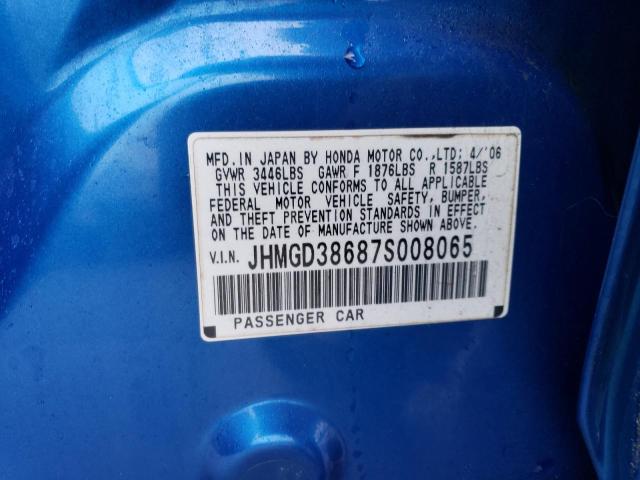 MFD. IN JAPAN BY HONDA MOTOR CO.,LTD; 4/'06
GVWR 3446LBS GAWR F 1876LBS R 1587LBS
THIS VEHICLE CONFORMS TO ALL APPLICABLE
FEDERAL MOTOR VEHICLE SAFETY, BUMPER,
AND THEFT PREVENTION STANDARDS IN EFFECT
ON THE DATE OF MANUFACTURE SHOWN ABOVE.
V.I.N. JHMGD38687S008065
PASSENGER CAR